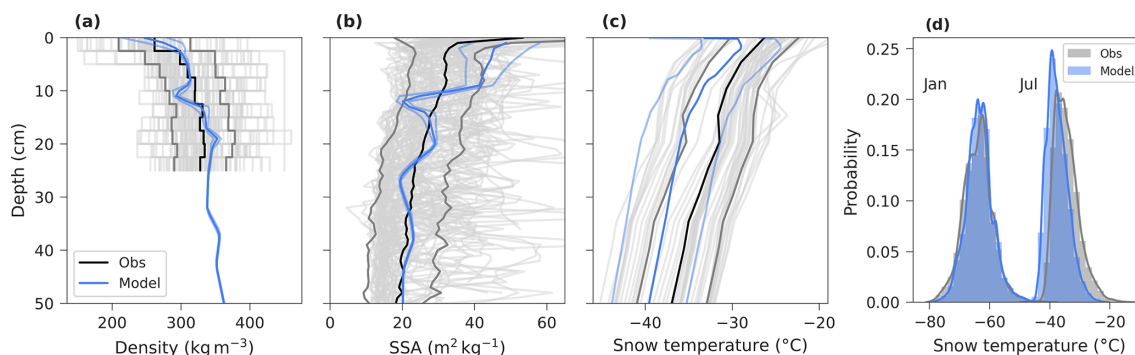 (a)
(b)
(c)
(d)
0
10
20
30
40
50
Depth (cm)
200
300
400
Density (kg m⁻³)
Obs
Model
0
20
40
60
SSA (m² kg⁻¹)
−40
−30
−20
Snow temperature (°C)
0.25
0.20
0.15
0.10
0.05
0.00
Probability
Jan
Jul
Obs
Model
−80
−60
−40
−20
Snow temperature (°C)